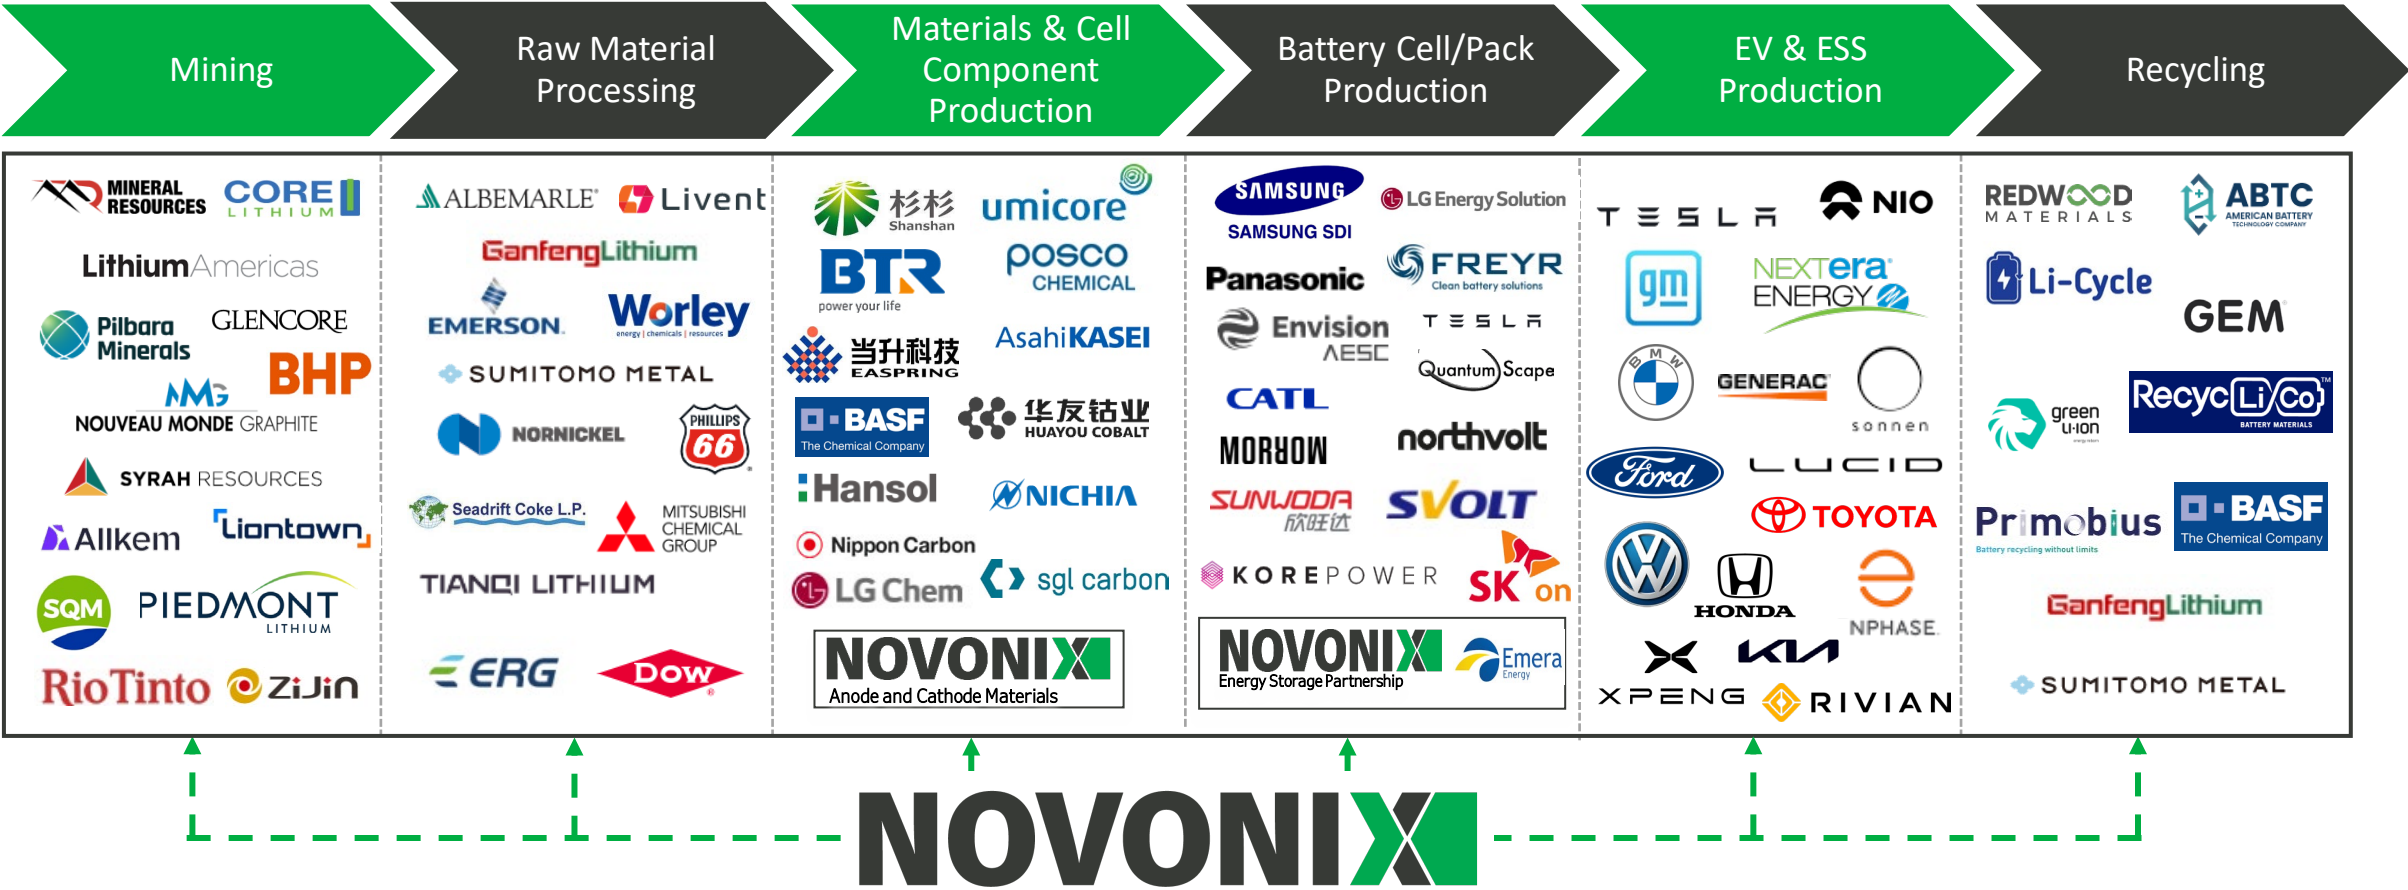 Mining
Raw Material
Processing
Materials & Cell
Component
Production
Battery Cell/Pack
Production
EV & ESS
Production
Recycling
MINERAL
RESOURCES
CORE
LITHIUM
LithiumAmericas
Pilbara
Minerals
GLENCORE
BHP
NMG
NOUVEAU MONDE GRAPHITE
SYRAH RESOURCES
Allkem
Liontown
SQM
PIEDMONT
LITHIUM
RioTinto
ZiJin
ALBEMARLE®
Livent
GanfengLithium
EMERSON.
Worley
energy | chemicals | resources
SUMITOMO METAL
NORNICKEL
PHILLIPS
66
Seadrift Coke L.P.
MITSUBISHI
CHEMICAL
GROUP
TIANQI LITHIUM
ERG
DOW
®
杉杉
Shanshan
umicore
BTR
power your life
posco
CHEMICAL
当升科技
EASPRING
AsahiKASEI
BASF
The Chemical Company
华友钴业
HUAYOU COBALT
Hansol
NICHIA
Nippon Carbon
LG Chem
sgl carbon
NOVONIX
Anode and Cathode Materials
SAMSUNG
SAMSUNG SDI
LG Energy Solution
Panasonic
FREYR
Clean battery solutions
Envision
AESC
TESLA
QuantumScape
CATL
MORROW
northvolt
SUNWODA
欣旺达
SVOLT
KOREPOWER
SK on
NOVONIX
Energy Storage Partnership
Emera
Energy
TESLA
NIO
gm
NEXTera®
ENERGY
BMW
GENERAC
sonnen
Ford
LUCID
TOYOTA
VW
HONDA
NPHASE.
XPENG
KIA
RIVIAN
REDWOOD
MATERIALS
ABTC
AMERICAN BATTERY
TECHNOLOGY COMPANY
Li-Cycle
GEM
green
li-ion
RecycLiCo™
BATTERY MATERIALS
Primobius
Battery recycling without limits
BASF
The Chemical Company
GanfengLithium
SUMITOMO METAL
NOVONIX